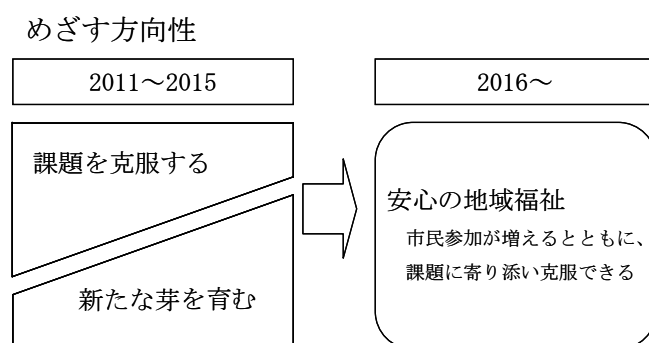 めざす方向性
2011～2015
2016～
課題を克服する
新たな芽を育む
安心の地域福祉
市民参加が増えるとともに、
課題に寄り添い克服できる